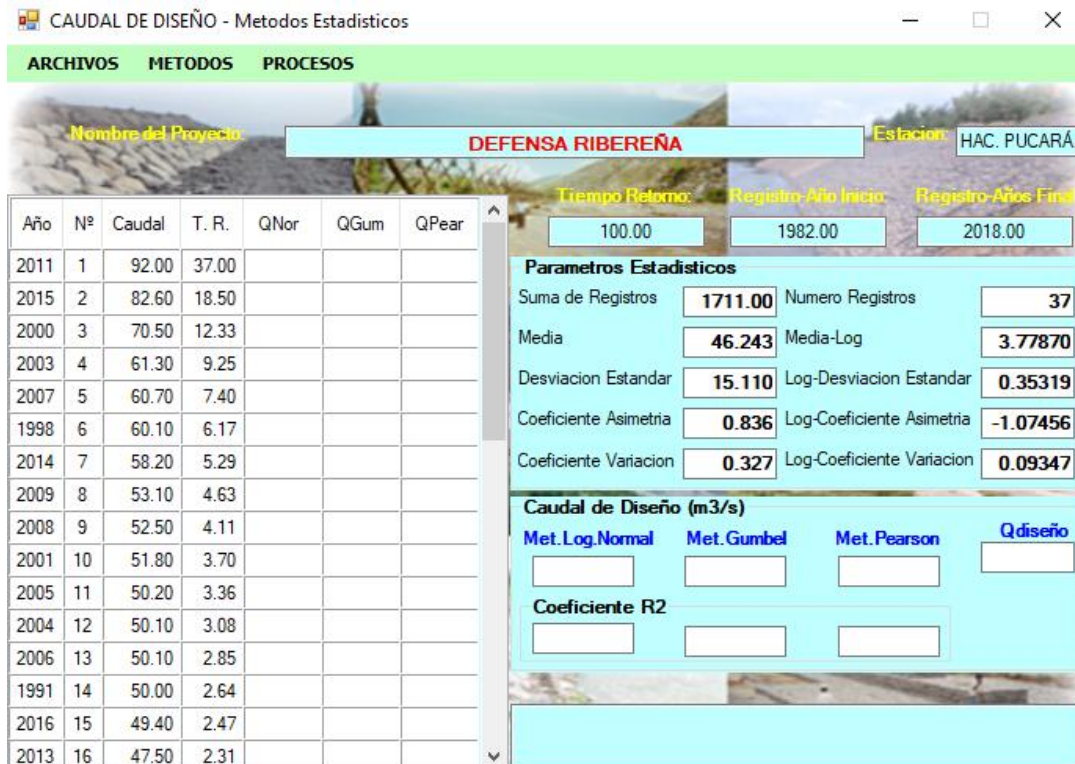 CAUDAL DE DISEÑO - Metodos Estadisticos
ARCHIVOS METODOS PROCESOS
Nombre del Proyecto: DEFENSA RIBEREÑA Estacion: HAC. PUCARÁ
Tiempo Retorno: Registro-Año Inicio: Registro-Años Final
100.00 1982.00 2018.00
Año Nº Caudal T. R. QNor QGum QPear
2011 1 92.00 37.00
2015 2 82.60 18.50
2000 3 70.50 12.33
2003 4 61.30 9.25
2007 5 60.70 7.40
1998 6 60.10 6.17
2014 7 58.20 5.29
2009 8 53.10 4.63
2008 9 52.50 4.11
2001 10 51.80 3.70
2005 11 50.20 3.36
2004 12 50.10 3.08
2006 13 50.10 2.85
1991 14 50.00 2.64
2016 15 49.40 2.47
2013 16 47.50 2.31
Parametros Estadisticos
Suma de Registros 1711.00 Numero Registros 37
Media 46.243 Media-Log 3.77870
Desviacion Estandar 15.110 Log-Desviacion Estandar 0.35319
Coeficiente Asimetria 0.836 Log-Coeficiente Asimetria -1.07456
Coeficiente Variacion 0.327 Log-Coeficiente Variacion 0.09347
Caudal de Diseño (m3/s)
Met.Log.Normal Met.Gumbel Met.Pearson Qdiseño
Coeficiente R2